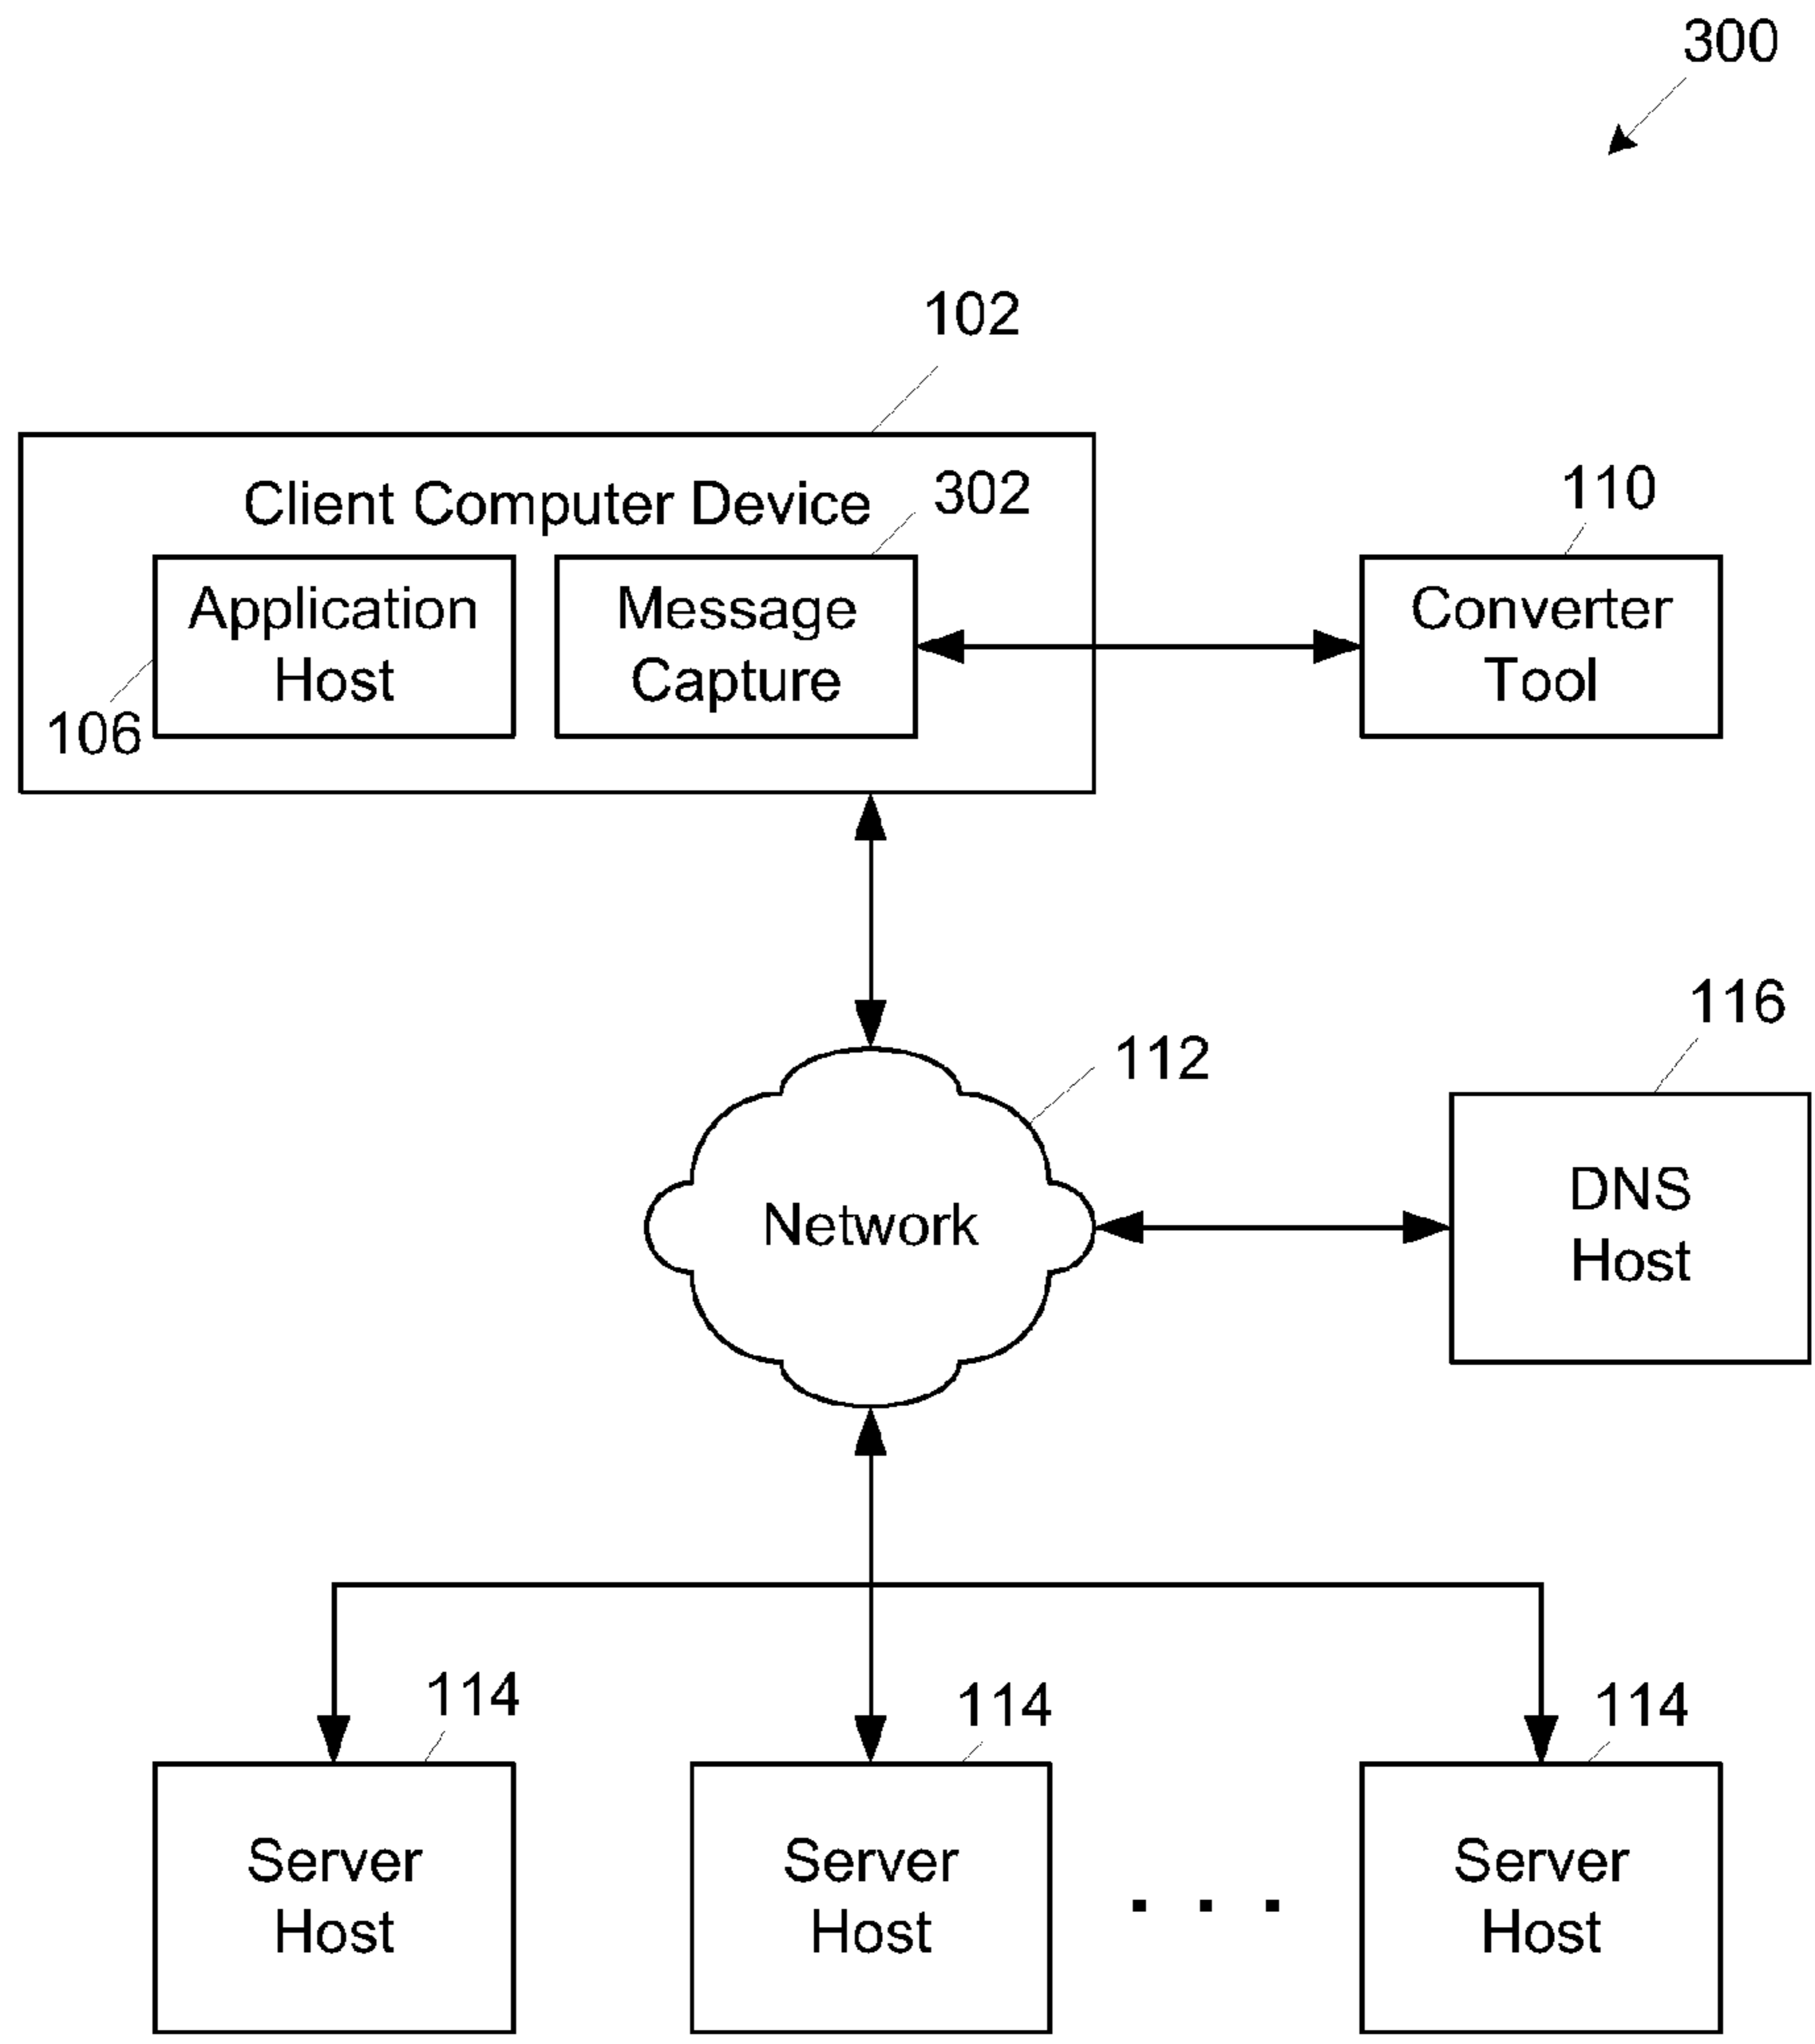 300
102
Client Computer Device
302
110
Application
Host
Message
Capture
Converter
Tool
106
116
112
DNS
Host
Network
114
114
114
Server
Host
Server
Host
. . .
Server
Host